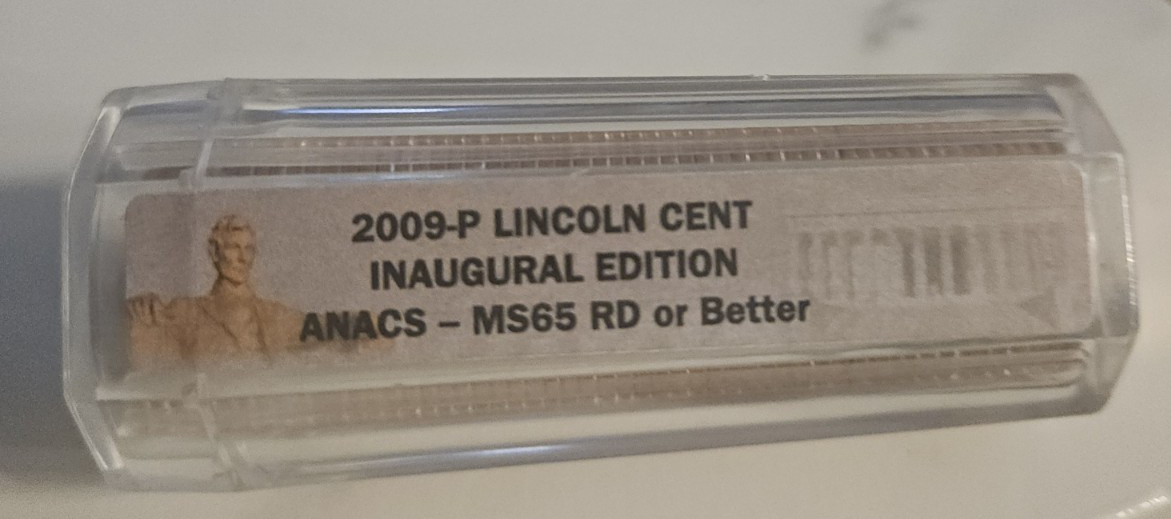 2009-P LINCOLN CENT
INAUGURAL EDITION
ANACS – MS65 RD or Better